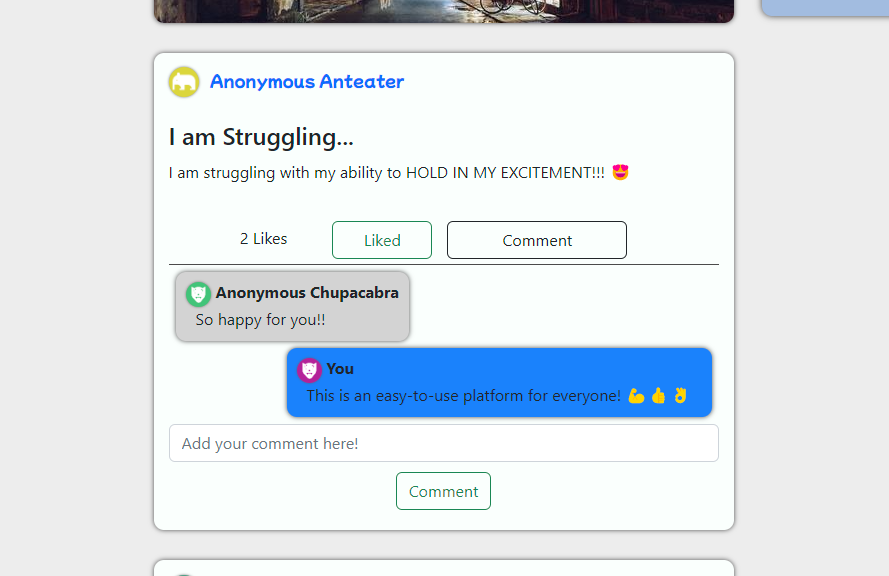 Anonymous Anteater
I am Struggling...
I am struggling with my ability to HOLD IN MY EXCITEMENT!!! 😍
2 Likes Liked Comment
Anonymous Chupacabra
So happy for you!!
You
This is an easy-to-use platform for everyone! 💪 👍 👌
Add your comment here!
Comment